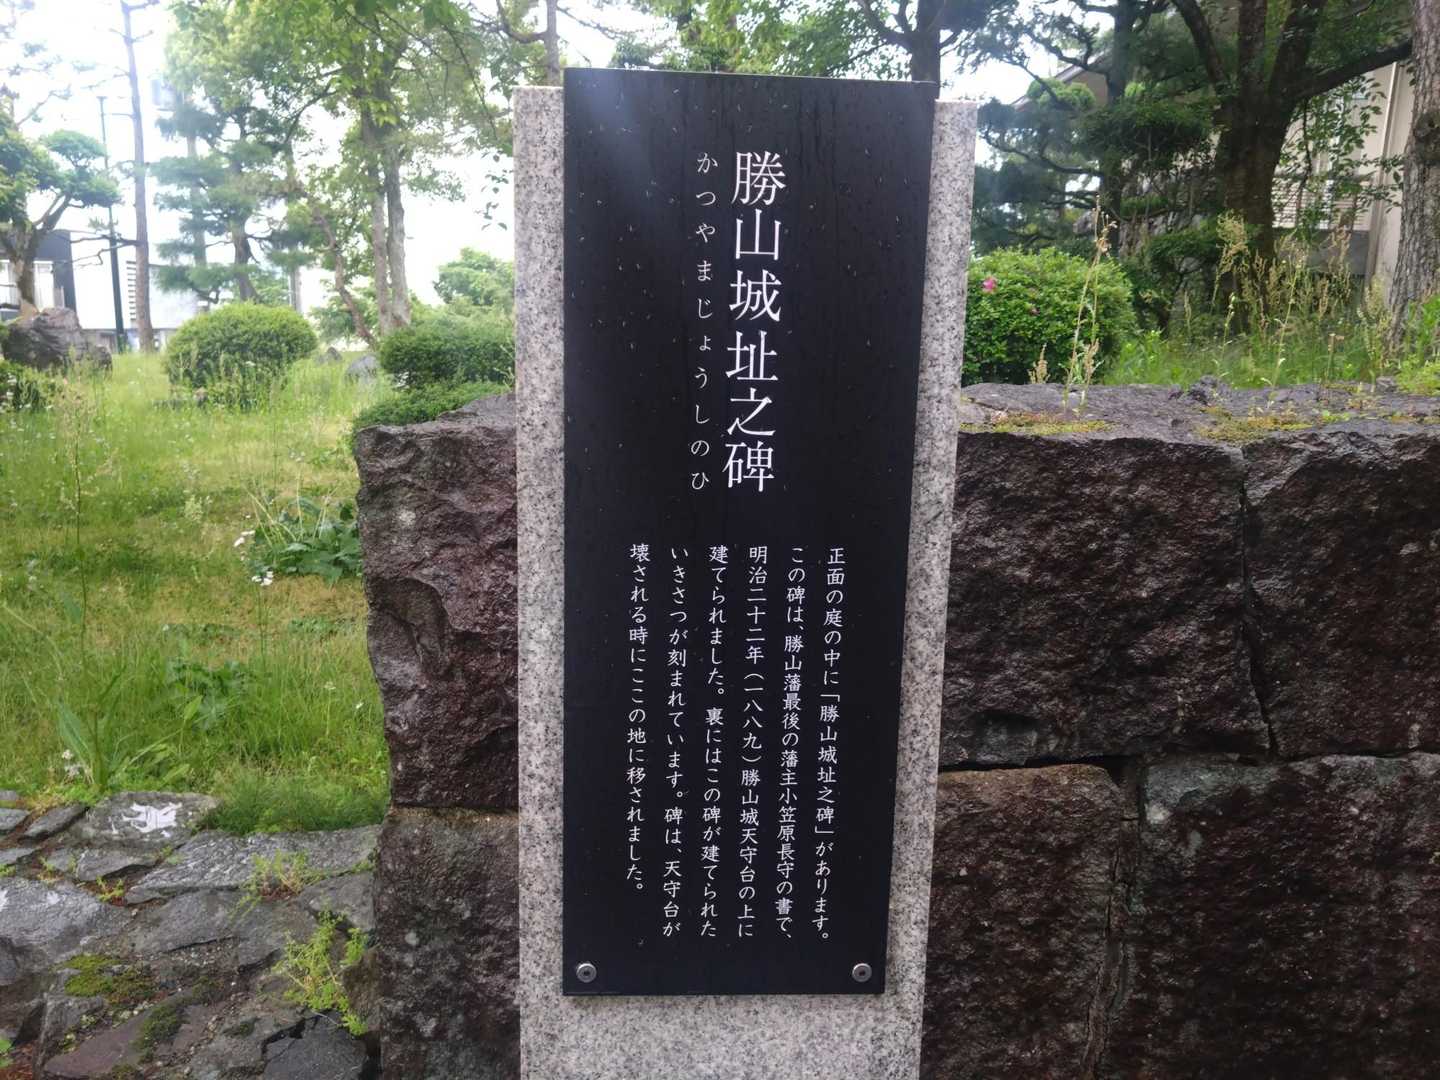 勝山城址之碑
かつやまじょうしのひ
正面の庭の中に「勝山城址之碑」があります。
この碑は、勝山藩最後の藩主小笠原長守の書で、
明治二十二年（一八八九）勝山城天守台の上に
建てられました。裏にはこの碑が建てられた
いきさつが刻まれています。碑は、天守台が
壊される時にここの地に移されました。